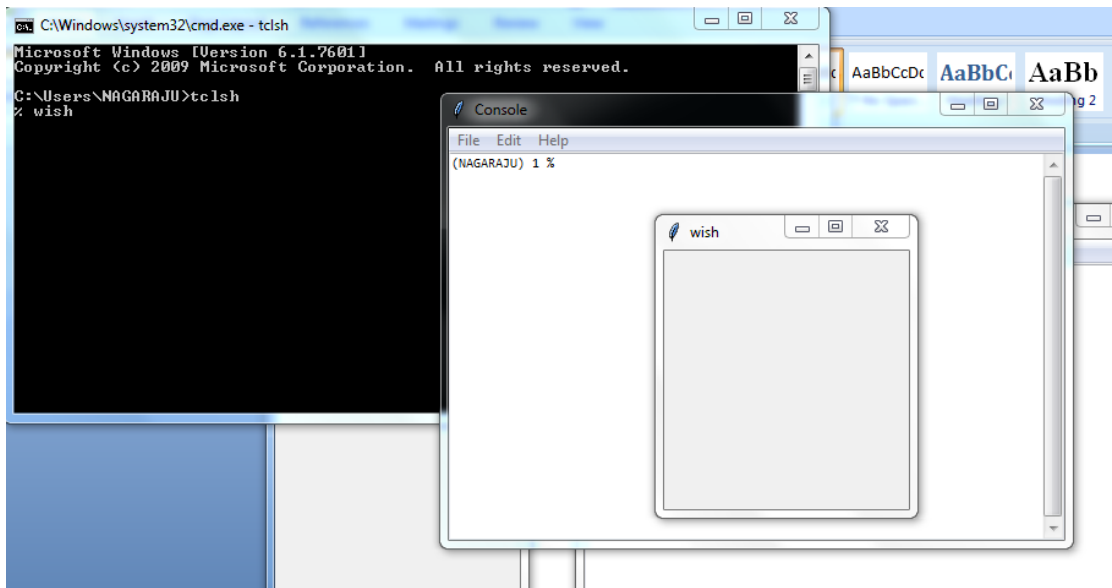 C:\Windows\system32\cmd.exe - tclsh
Microsoft Windows [Version 6.1.7601]
Copyright (c) 2009 Microsoft Corporation.  All rights reserved.
C:\Users\NAGARAJU>tclsh
% wish
AaBbCcDc AaBbC AaBb
Console
File Edit Help
(NAGARAJU) 1 %
wish